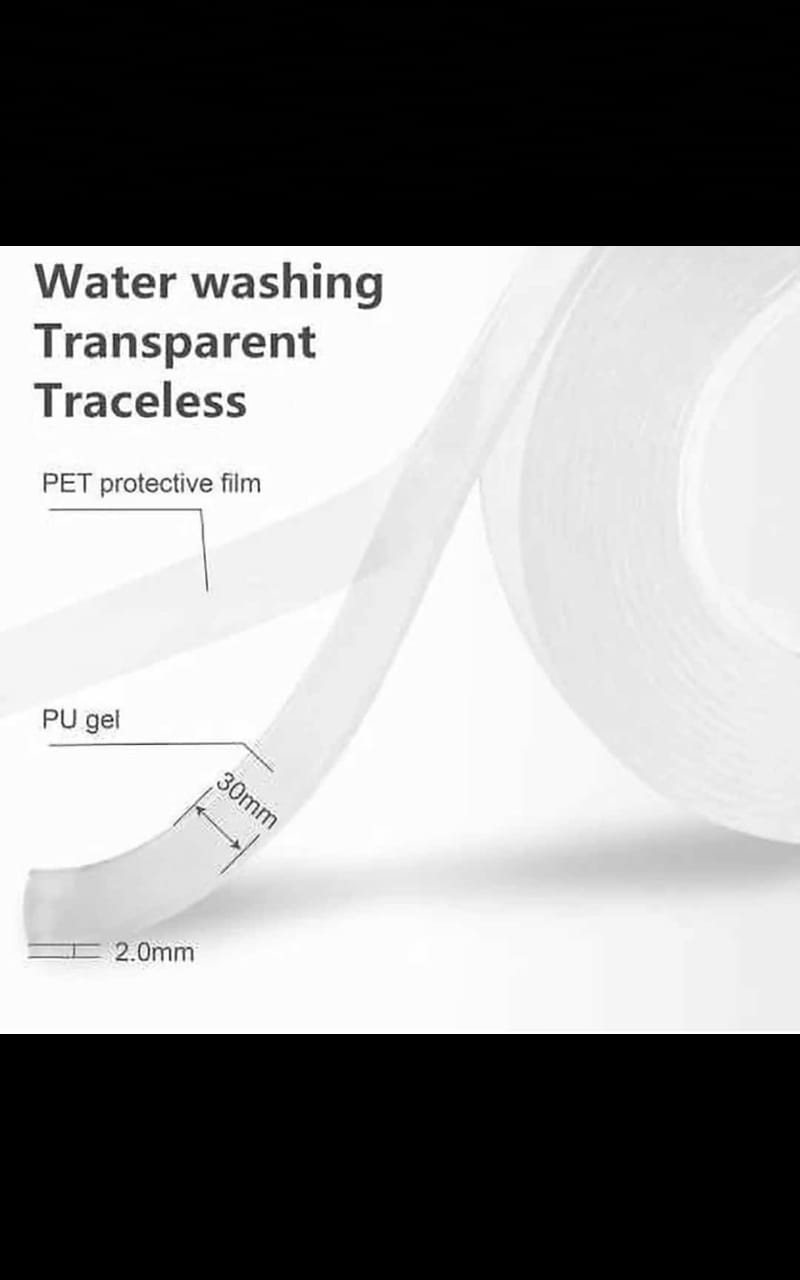 Water washing
Transparent
Traceless
PET protective film
PU gel
30mm
2.0mm